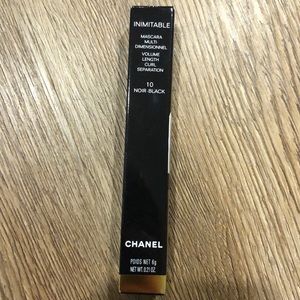 INIMITABLE
MASCARA
MULTI
DIMENSIONNEL
VOLUME
LENGTH
CURL
SEPARATION
10
NOIR-BLACK
CHANEL
POIDS NET 6g
NET WT. 0.21 OZ.